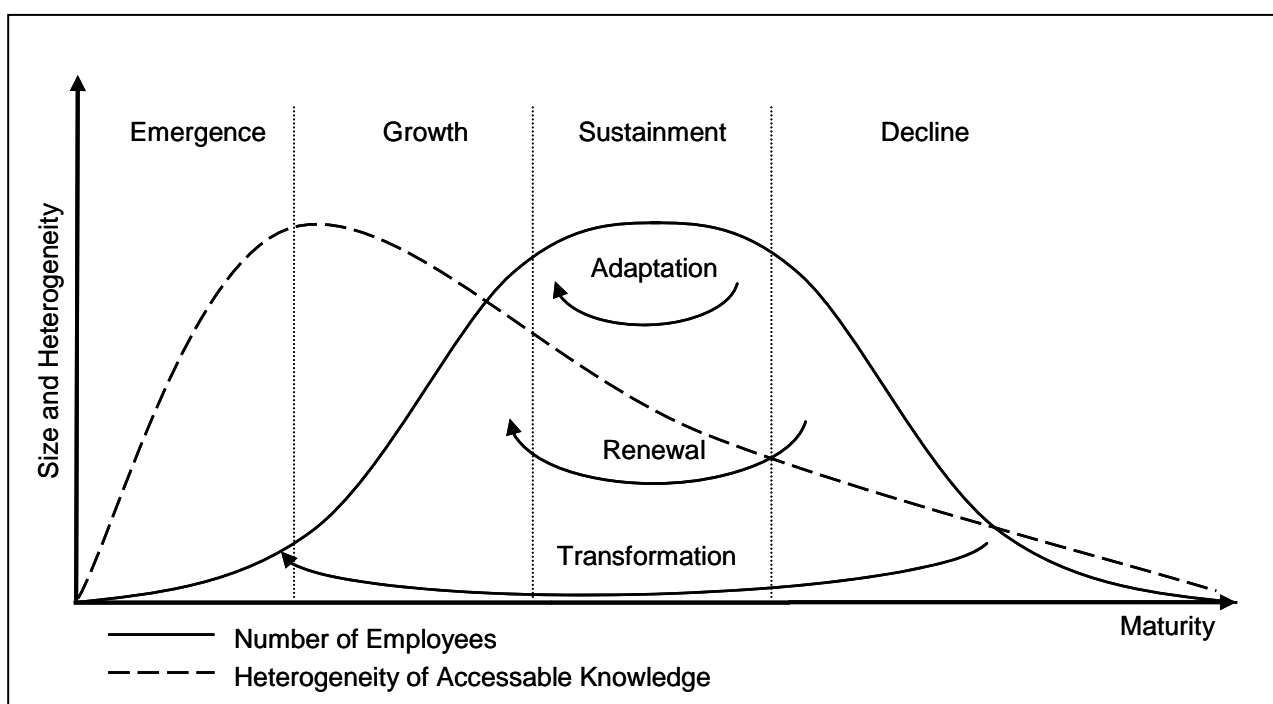 Emergence
Growth
Sustainment
Decline
Size and Heterogeneity
Adaptation
Renewal
Transformation
Maturity
Number of Employees
Heterogeneity of Accessable Knowledge